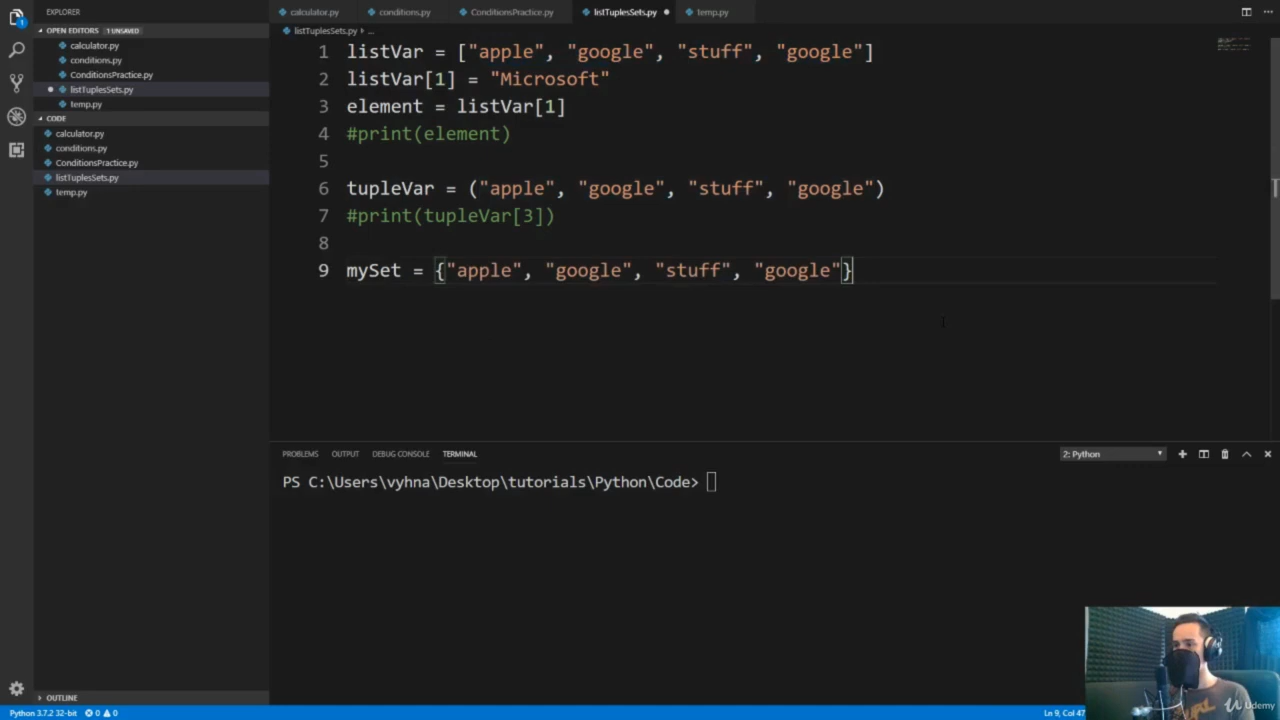 EXPLORER
calculator.py
conditions.py
ConditionsPractice.py
listTuplesSets.py
temp.py
OPEN EDITORS 1 UNSAVED
calculator.py
conditions.py
ConditionsPractice.py
listTuplesSets.py
temp.py
CODE
calculator.py
conditions.py
ConditionsPractice.py
listTuplesSets.py
temp.py
listTuplesSets.py > ...
1 listVar = ["apple", "google", "stuff", "google"]
2 listVar[1] = "Microsoft"
3 element = listVar[1]
4 #print(element)
5
6 tupleVar = ("apple", "google", "stuff", "google")
7 #print(tupleVar[3])
8
9 mySet = {"apple", "google", "stuff", "google"}
PROBLEMS OUTPUT DEBUG CONSOLE TERMINAL 2: Python
PS C:\Users\vyhna\Desktop\tutorials\Python\Code>
OUTLINE
Python 3.7.2 32-bit 0 0 Ln 9, Col 47
Udemy
1